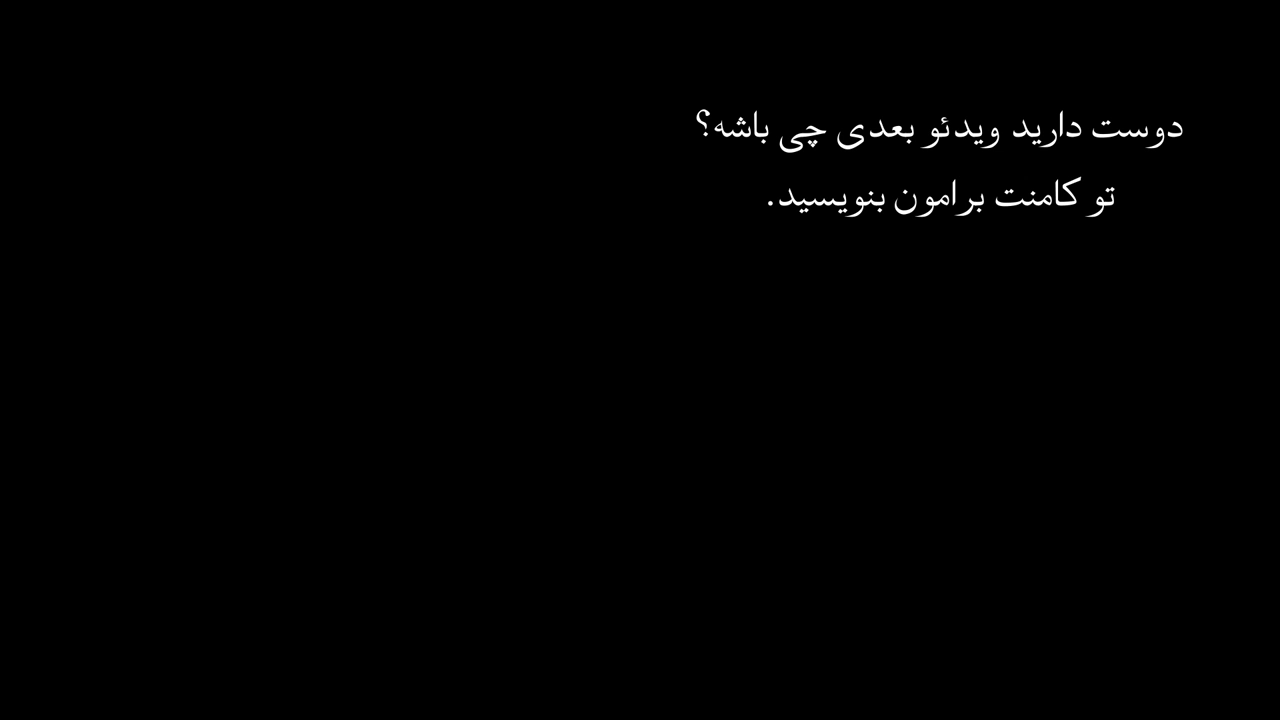 دوست دارید ویدئو بعدی چی باشه؟
تو کامنت برامون بنویسید.